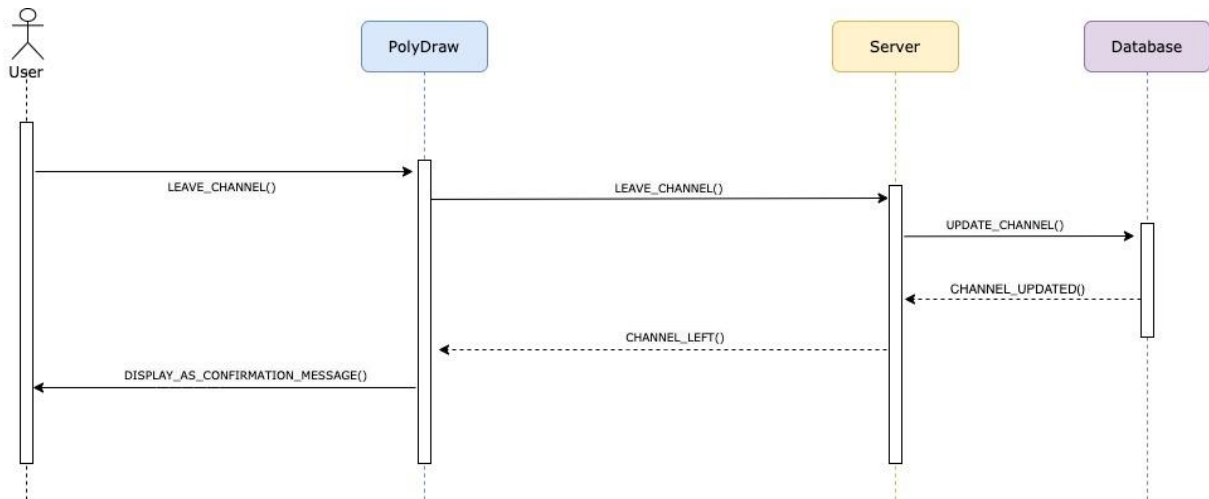 User
PolyDraw
Server
Database
LEAVE_CHANNEL()
LEAVE_CHANNEL()
UPDATE_CHANNEL()
CHANNEL_UPDATED()
CHANNEL_LEFT()
DISPLAY_AS_CONFIRMATION_MESSAGE()